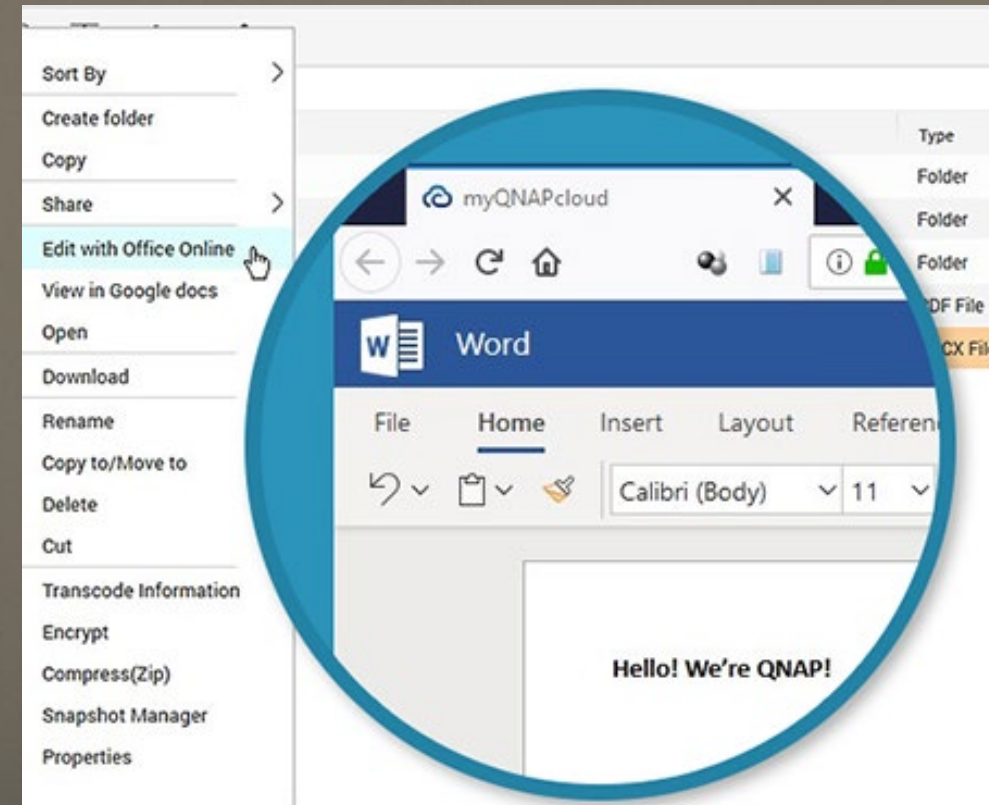 Sort By
Create folder
Copy
Share
Edit with Office Online
View in Google docs
Open
Download
Rename
Copy to/Move to
Delete
Cut
Transcode Information
Encrypt
Compress(Zip)
Snapshot Manager
Properties
myQNAPcloud
Word
File Home Insert Layout
Calibri (Body) 11
Hello! We're QNAP!
Type
Folder
Folder
Folder
File